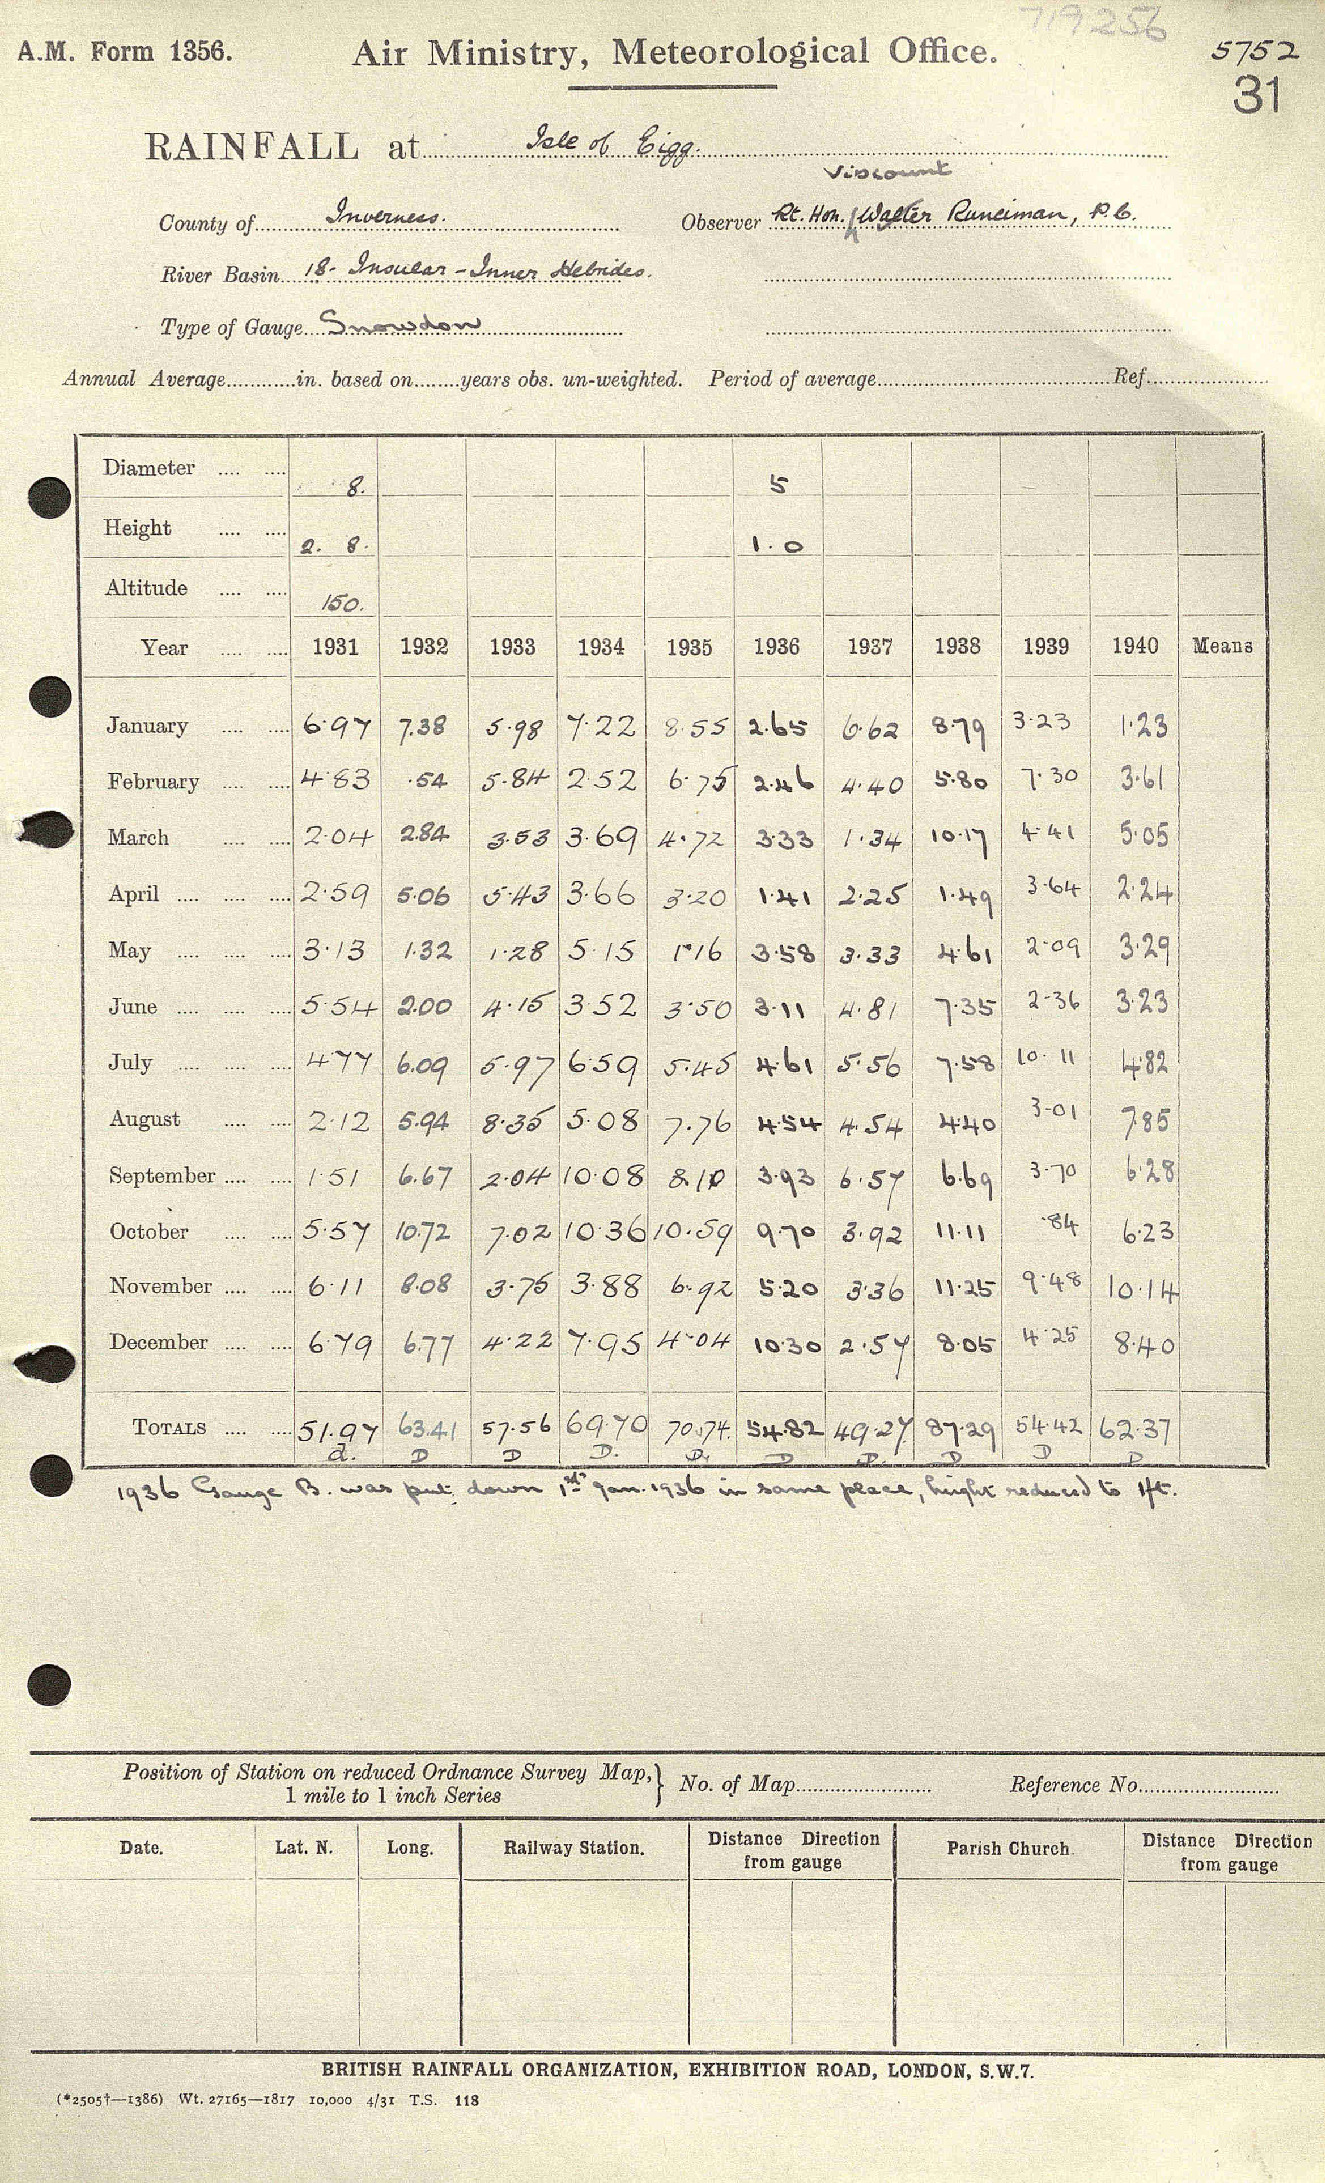 719256
A.M. Form 1356. Air Ministry, Meteorological Office. 5752
31
RAINFALL at Isle of Eigg.
Viscount
County of Inverness. Observer Rt. Hon. Walter Runciman, P.C.
River Basin 18- Insular - Inner Hebrides.
Type of Gauge Snowdon
Annual Average in. based on years obs. un-weighted. Period of average Ref.
Diameter 8. 5
Height 2. 8. 1.0
Altitude 150.
Year 1931 1932 1933 1934 1935 1936 1937 1938 1939 1940 Means
January 6.97 7.38 5.98 7.22 8.55 2.65 6.62 8.79 3.23 1.23
February 4.83 .54 5.84 2.52 6.75 2.46 4.40 5.80 7.30 3.61
March 2.04 2.84 3.53 3.69 4.72 3.33 1.34 10.17 4.41 5.05
April 2.59 5.06 5.43 3.66 3.20 1.41 2.25 1.49 3.64 2.24
May 3.13 1.32 1.28 5.15 1.16 3.58 3.33 4.61 2.09 3.29
June 5.54 2.00 4.15 3.52 3.50 3.11 4.81 7.35 2.36 3.23
July 4.77 6.09 5.97 6.59 5.45 4.61 5.56 7.58 10.11 4.82
August 2.12 5.94 8.35 5.08 7.76 4.54 4.54 4.40 3.01 7.85
September 1.51 6.67 2.04 10.08 8.10 3.93 6.57 6.69 3.70 6.28
October 5.57 10.72 7.02 10.36 10.59 9.70 3.92 11.11 .84 6.23
November 6.11 8.08 3.75 3.88 6.92 5.20 3.36 11.25 9.48 10.14
December 6.79 6.77 4.22 7.95 4.04 10.30 2.57 8.05 4.25 8.40
TOTALS 51.97 63.41 57.56 69.70 70.74 54.82 49.27 87.29 54.42 62.37
d. D D D. D. D D. D D D
1936 Gauge B. was put down 1st Jan. 1936 in same place, height reduced to 1ft.
Position of Station on reduced Ordnance Survey Map, } No. of Map Reference No.
1 mile to 1 inch Series
Date. Lat. N. Long. Railway Station. Distance Direction from gauge Parish Church. Distance Direction from gauge
BRITISH RAINFALL ORGANIZATION, EXHIBITION ROAD, LONDON, S.W.7.
(*2505†—1386) Wt. 27165—1817 10,000 4/31 T.S. 118